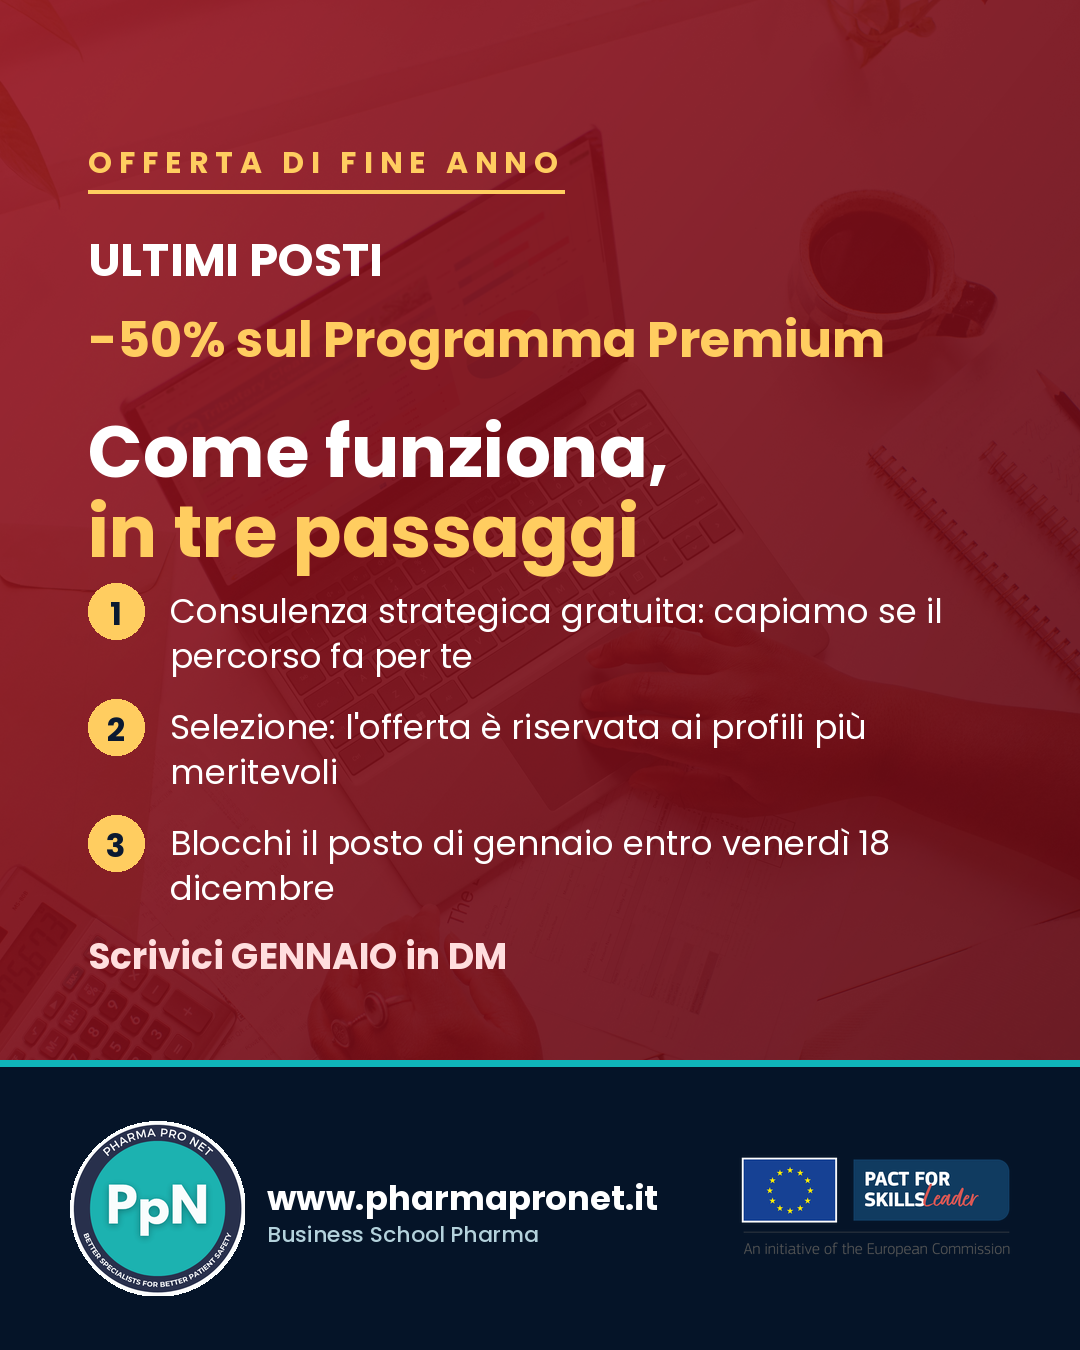 OFFERTA DI FINE ANNO
ULTIMI POSTI
-50% sul Programma Premium
Come funziona,
in tre passaggi
1 Consulenza strategica gratuita: capiamo se il
percorso fa per te
2 Selezione: l'offerta è riservata ai profili più
meritevoli
3 Blocchi il posto di gennaio entro venerdì 18
dicembre
Scrivici GENNAIO in DM
PHARMA PRO NET
PpN
BETTER SPECIALISTS FOR BETTER PATIENT SAFETY
www.pharmapronet.it
Business School Pharma
PACT FOR
SKILLS Leader
An initiative of the European Commission